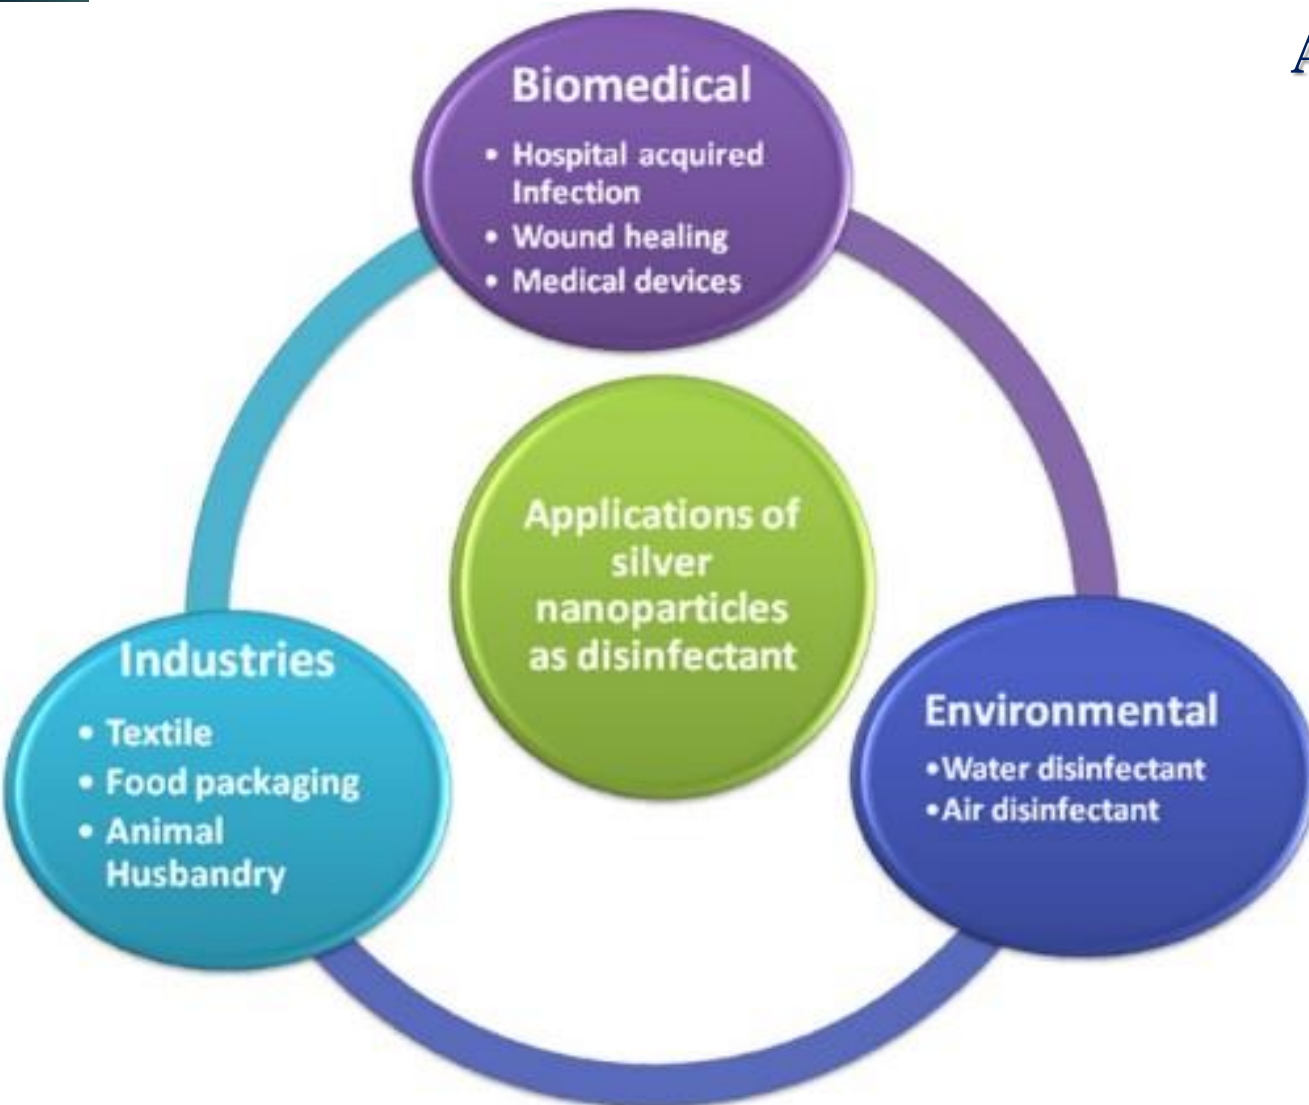 A
Biomedical
• Hospital acquired
Infection
• Wound healing
• Medical devices
Applications of
silver
nanoparticles
as disinfectant
Industries
• Textile
• Food packaging
• Animal
Husbandry
Environmental
•Water disinfectant
•Air disinfectant